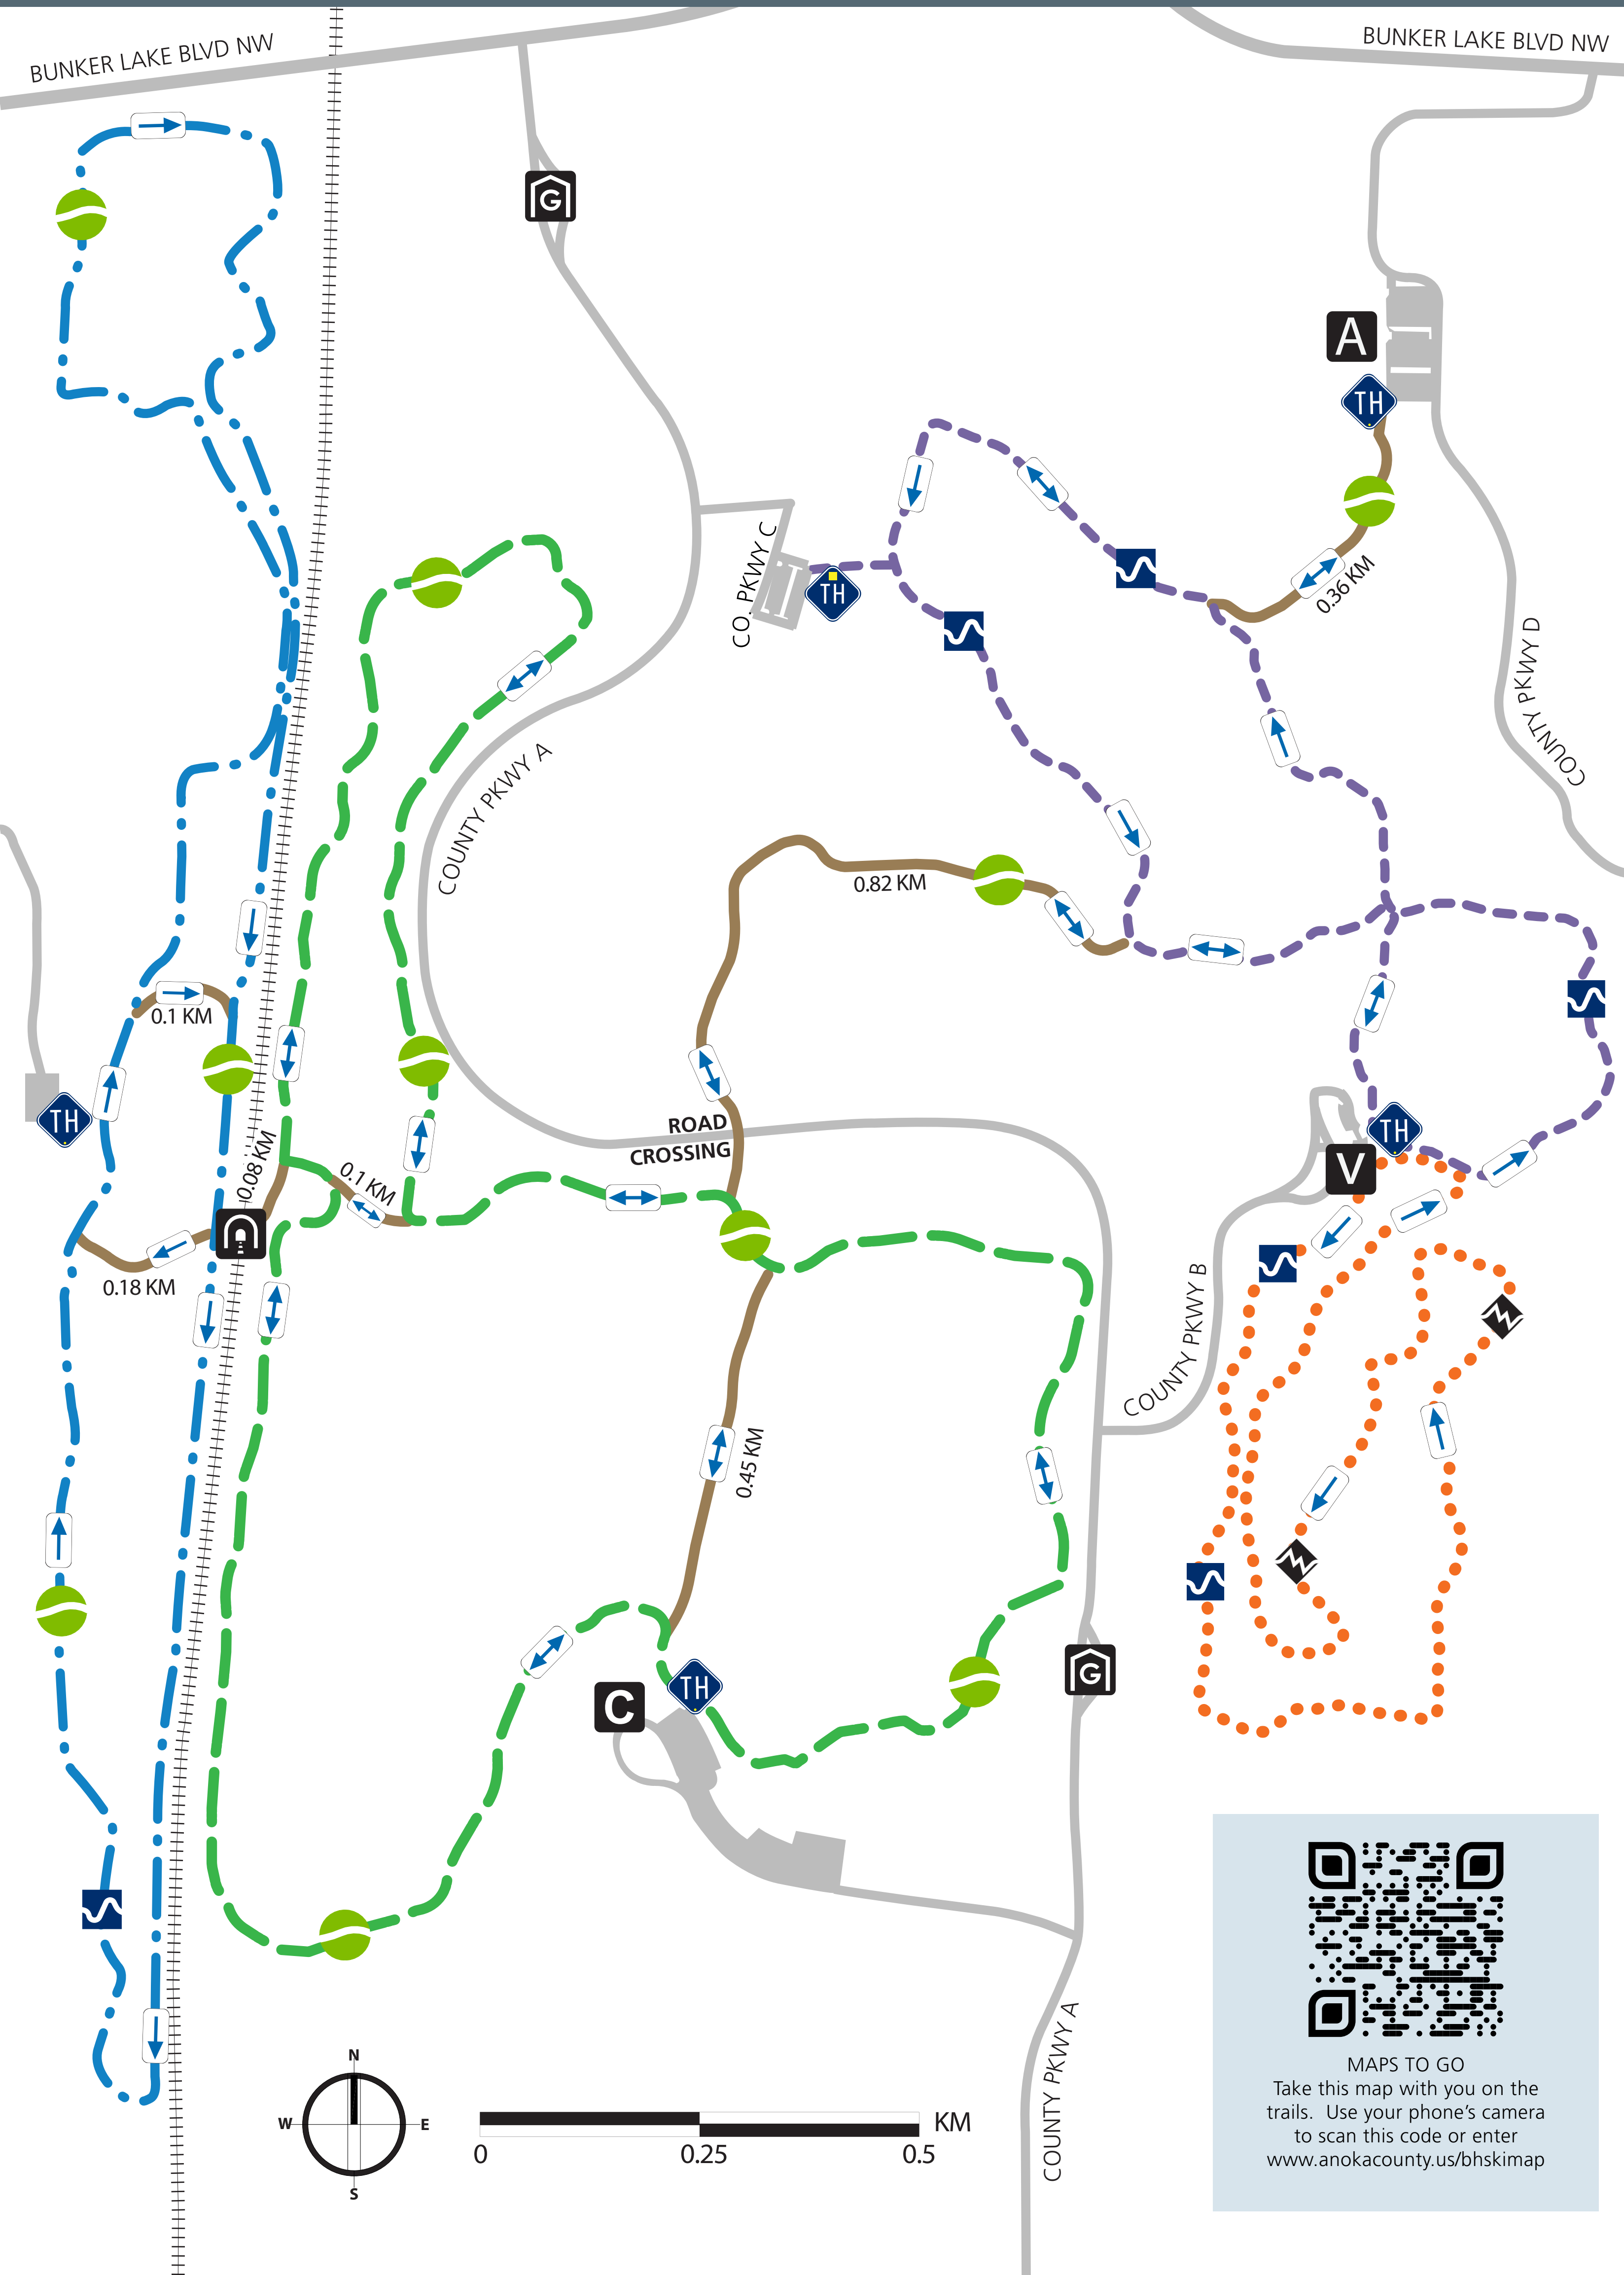 BUNKER LAKE BLVD NW
BUNKER LAKE BLVD NW
G
A
TH
CO. PKWY C
TH
0.36 KM
COUNTY PKWY D
COUNTY PKWY A
0.82 KM
0.1 KM
TH
ROAD
CROSSING
TH
V
0.08 KM
0.1 KM
0.18 KM
COUNTY PKWY B
0.45 KM
G
C
TH
COUNTY PKWY A
N
W
E
S
KM
0
0.25
0.5
MAPS TO GO
Take this map with you on the
trails. Use your phone's camera
to scan this code or enter
www.anokacounty.us/bhskimap